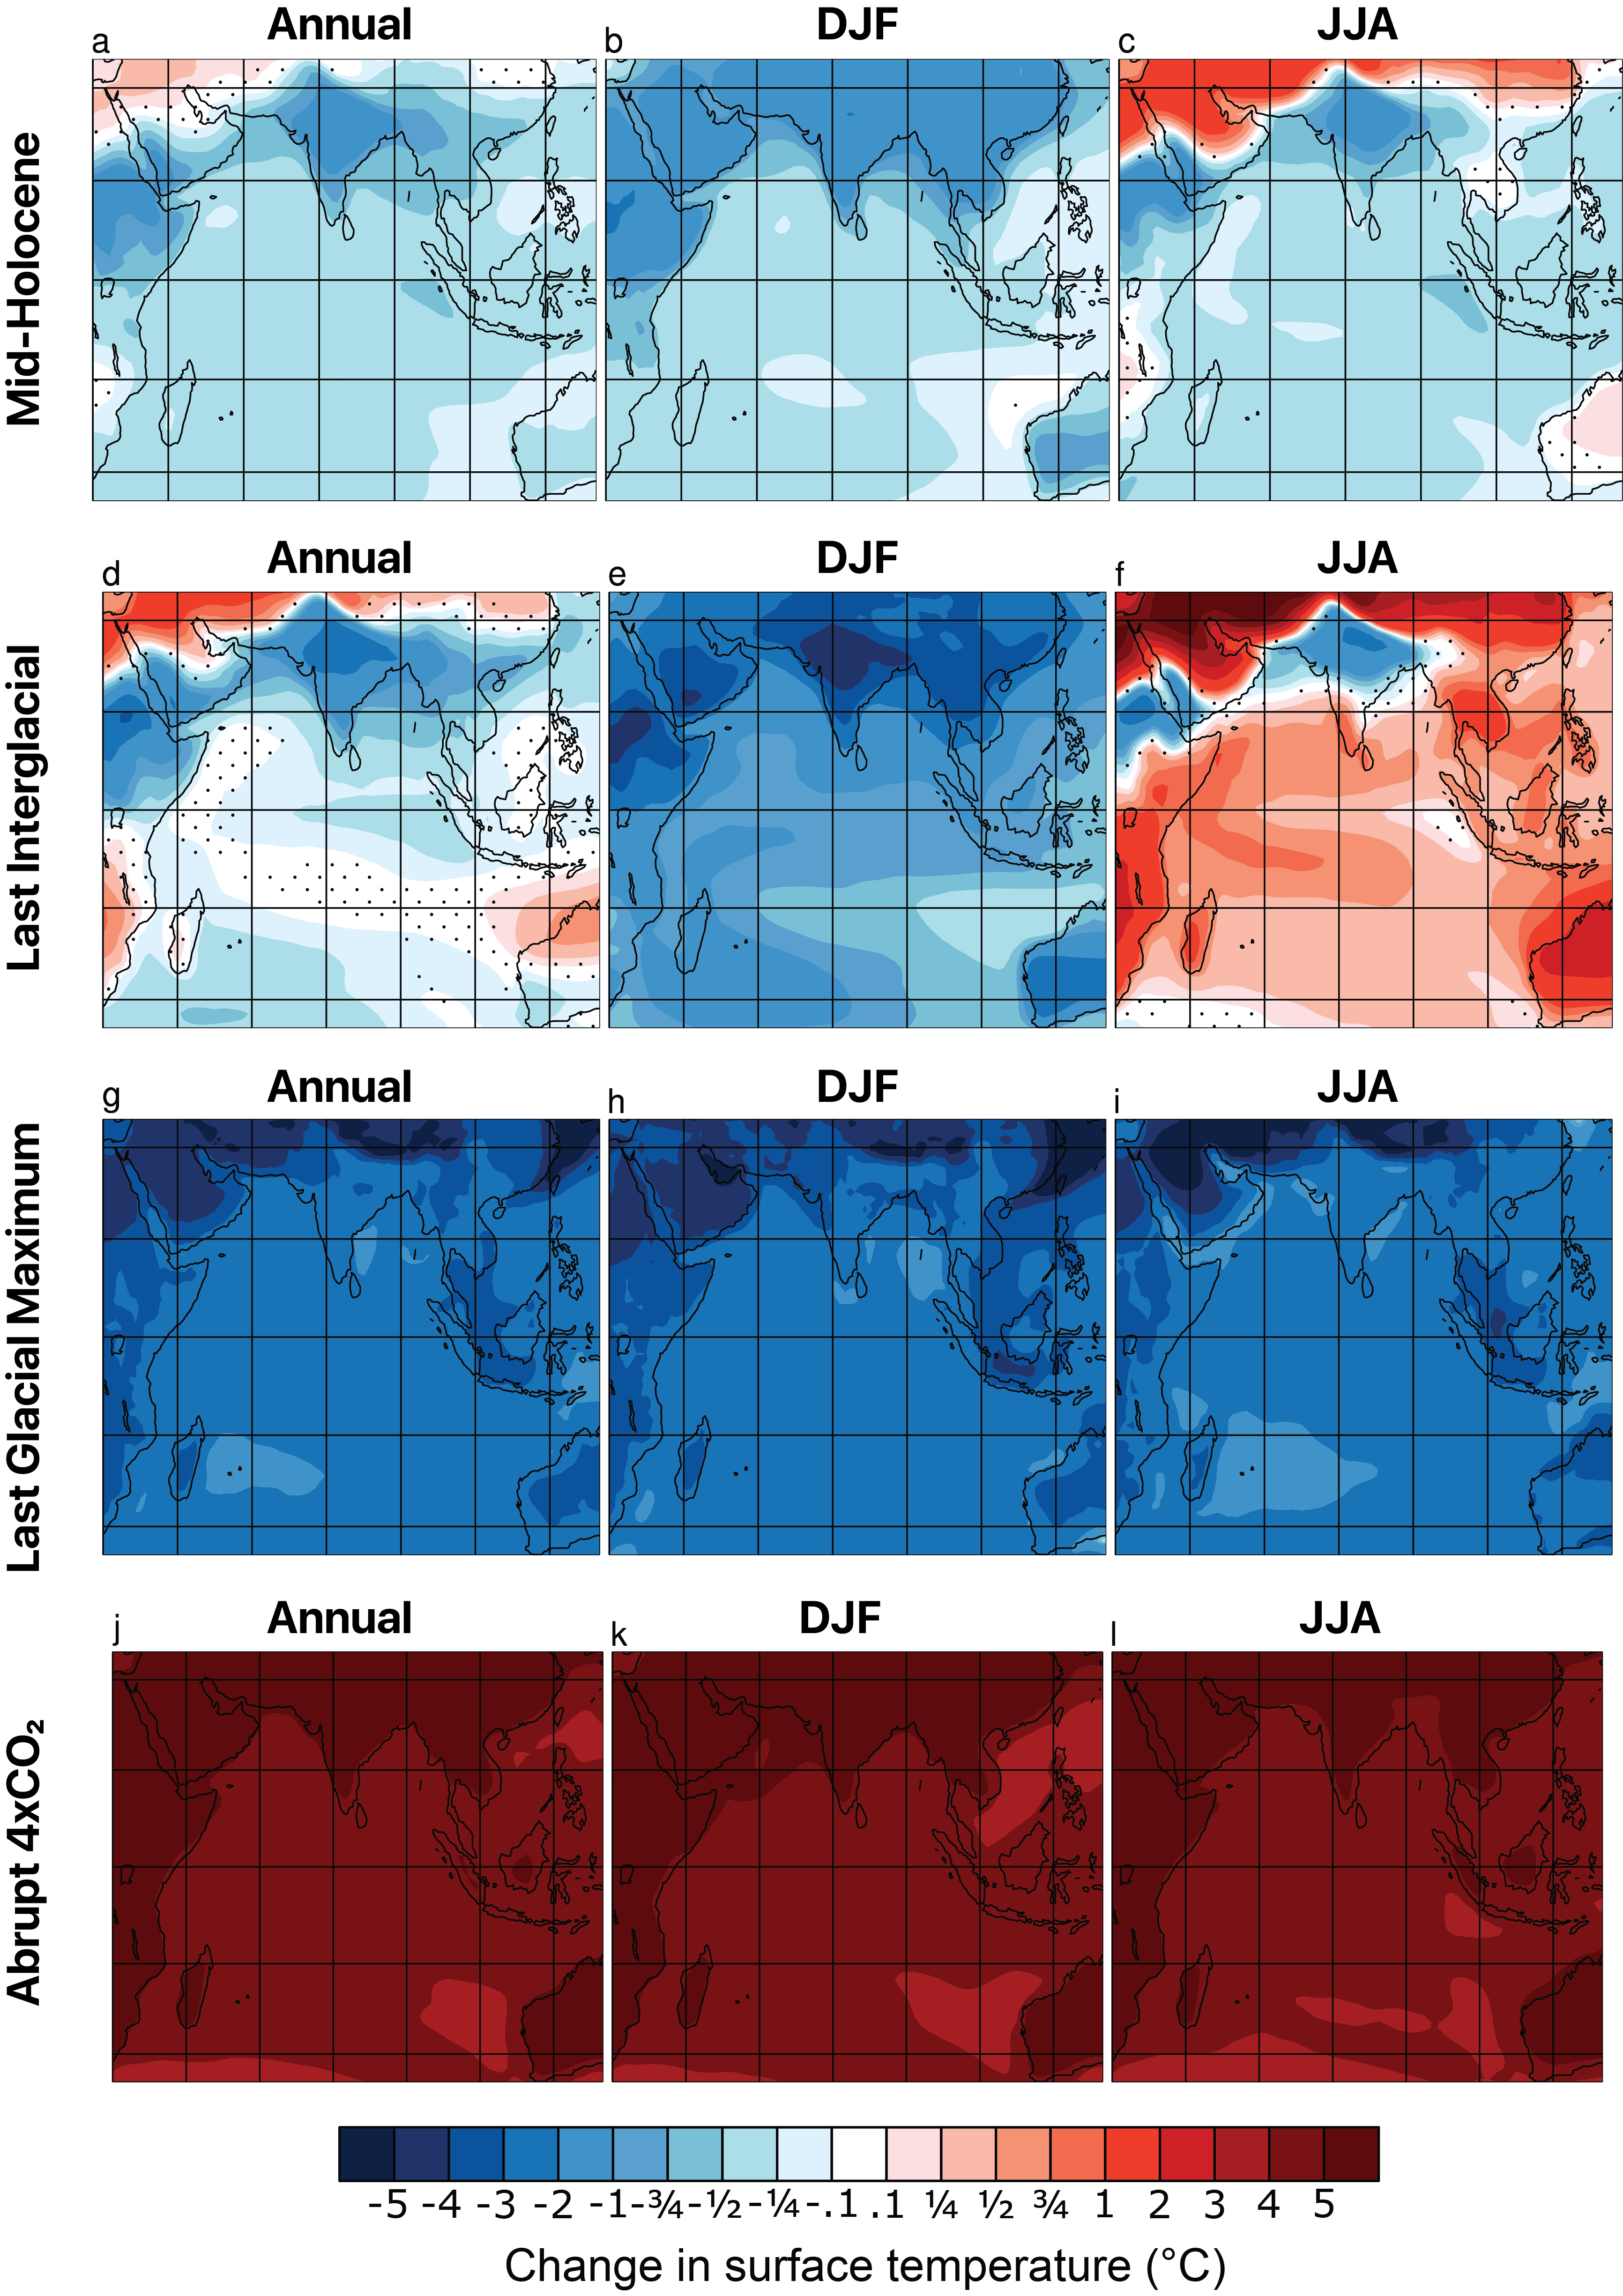 Annual DJF JJA
a b c
Mid-Holocene
Annual DJF JJA
d e f
Last Interglacial
Annual DJF JJA
g h i
Last Glacial Maximum
Annual DJF JJA
j k l
Abrupt 4xCO₂
-5 -4 -3 -2 -1 -¾ -½ -¼ -.1 .1 ¼ ½ ¾ 1 2 3 4 5
Change in surface temperature (°C)